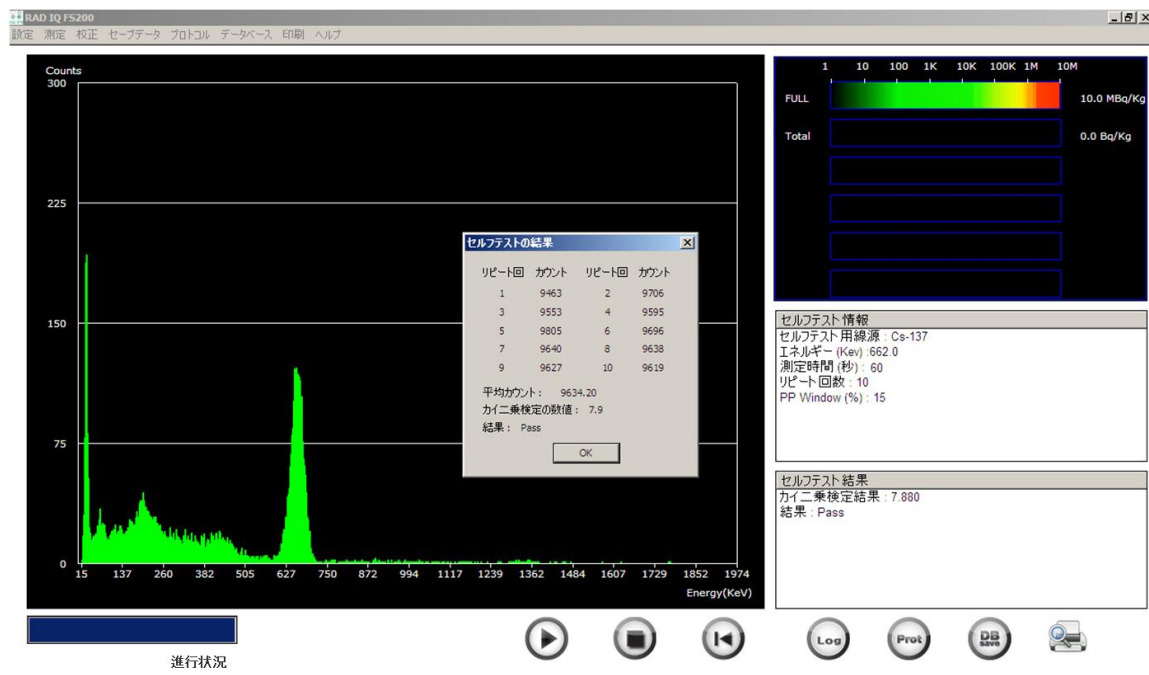 RAD IQ FS200
設定 測定 校正 セーブデータ プロトコル データベース 印刷 ヘルプ
Counts
300
225
150
75
0
15 137 260 382 505 627 750 872 994 1117 1239 1362 1484 1607 1729 1852 1974
Energy(KeV)
セルフテストの結果
リピート回 カウント リピート回 カウント
1 9463 2 9706
3 9553 4 9595
5 9805 6 9696
7 9640 8 9638
9 9627 10 9619
平均カウント： 9634.20
カイ二乗検定の数値： 7.9
結果： Pass
OK
1 10 100 1K 10K 100K 1M 10M
FULL 10.0 MBq/Kg
Total 0.0 Bq/Kg
セルフテスト情報
セルフテスト用線源 : Cs-137
エネルギー (Kev) :662.0
測定時間 (秒) : 60
リピート回数 : 10
PP Window (%) : 15
セルフテスト結果
カイ二乗検定結果 : 7.880
結果 : Pass
進行状況
Log
Prot
DB
save